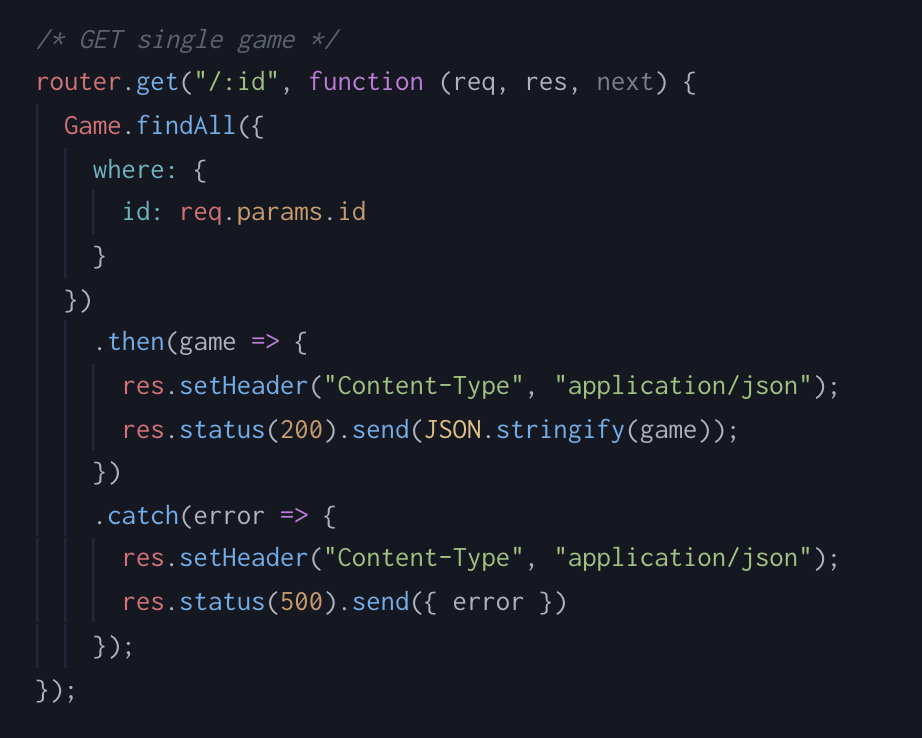 /* GET single game */
router.get("/:id", function (req, res, next) {
  Game.findAll({
    where: {
      id: req.params.id
    }
  })
    .then(game => {
      res.setHeader("Content-Type", "application/json");
      res.status(200).send(JSON.stringify(game));
    })
    .catch(error => {
      res.setHeader("Content-Type", "application/json");
      res.status(500).send({ error })
    });
});